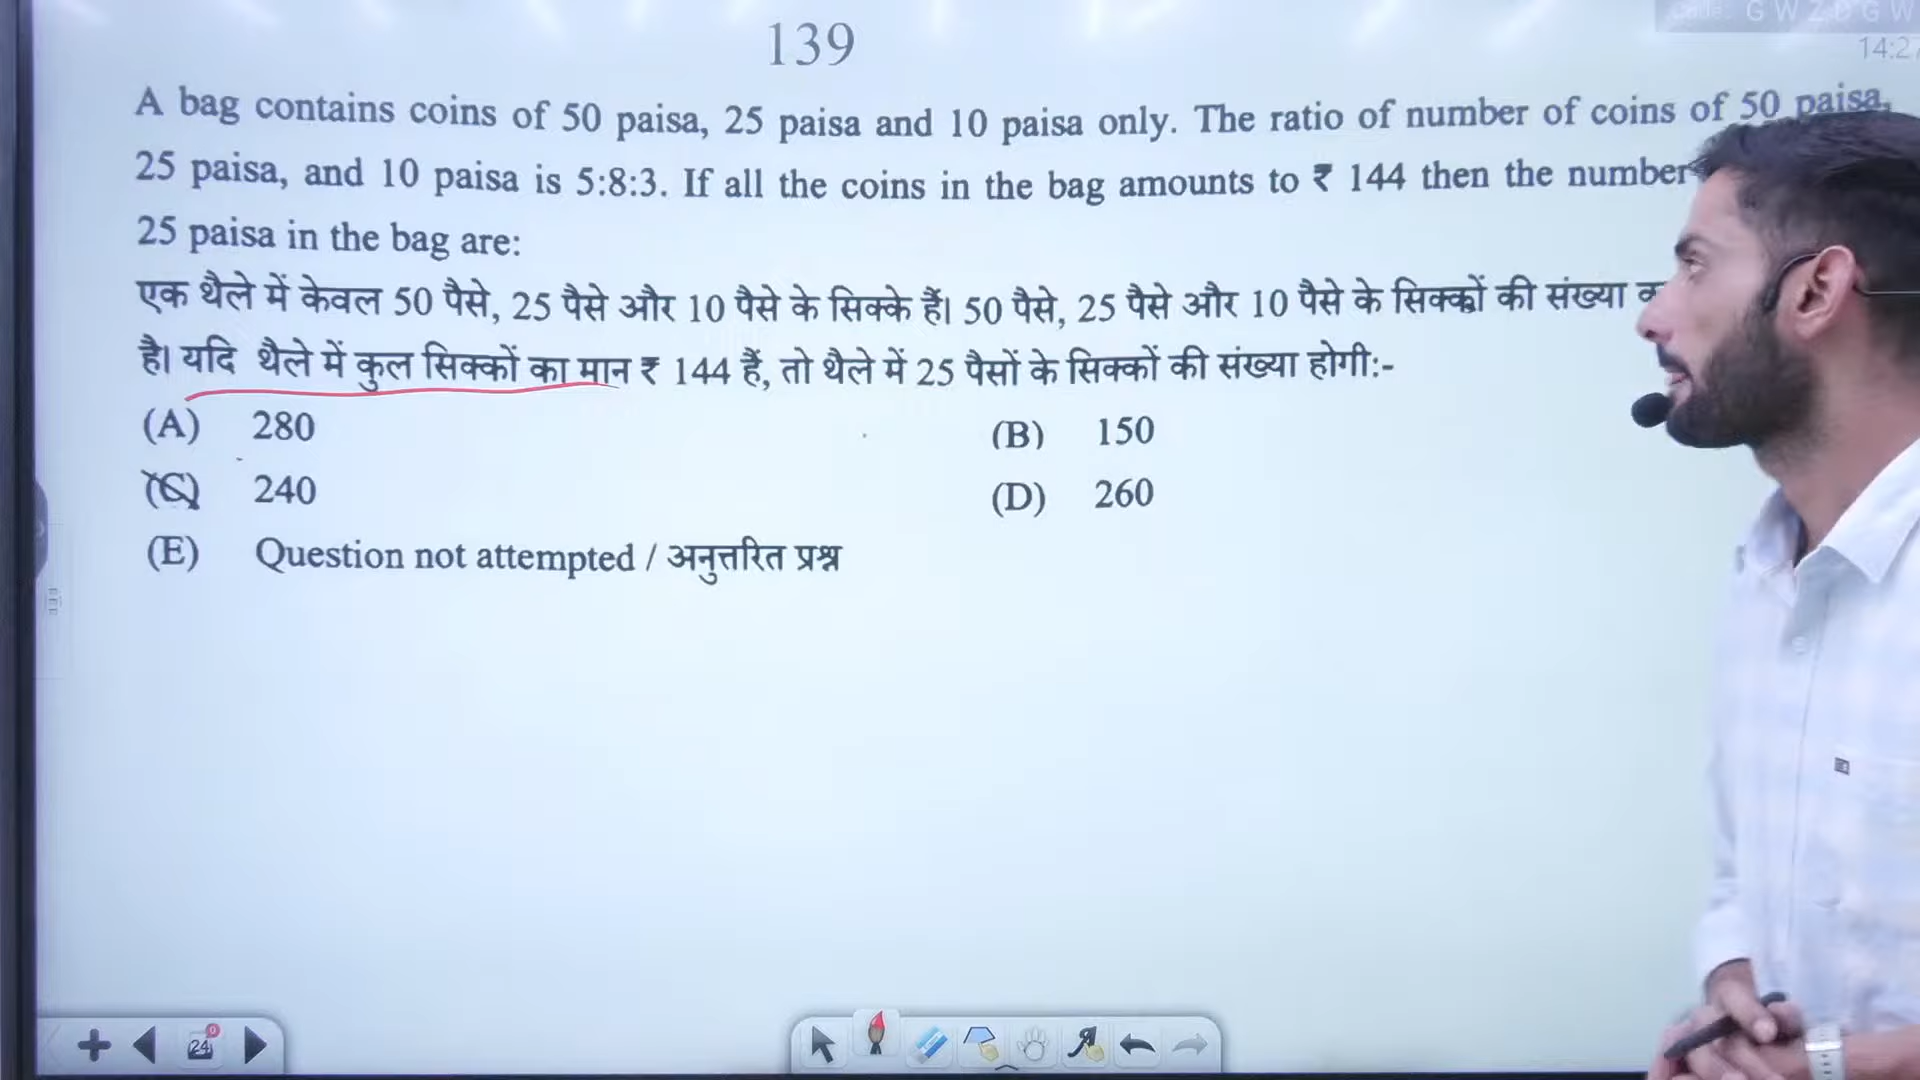 Code: G W Z D G W
14:2
139
A bag contains coins of 50 paisa, 25 paisa and 10 paisa only. The ratio of number of coins of 50 paisa,
25 paisa, and 10 paisa is 5:8:3. If all the coins in the bag amounts to ₹ 144 then the number
25 paisa in the bag are:
एक थैले में केवल 50 पैसे, 25 पैसे और 10 पैसे के सिक्के हैं। 50 पैसे, 25 पैसे और 10 पैसे के सिक्कों की संख्या
है। यदि थैले में कुल सिक्कों का मान ₹ 144 हैं, तो थैले में 25 पैसों के सिक्कों की संख्या होगी:-
(A) 280 (B) 150
(C) 240 (D) 260
(E) Question not attempted / अनुत्तरित प्रश्न
24 0